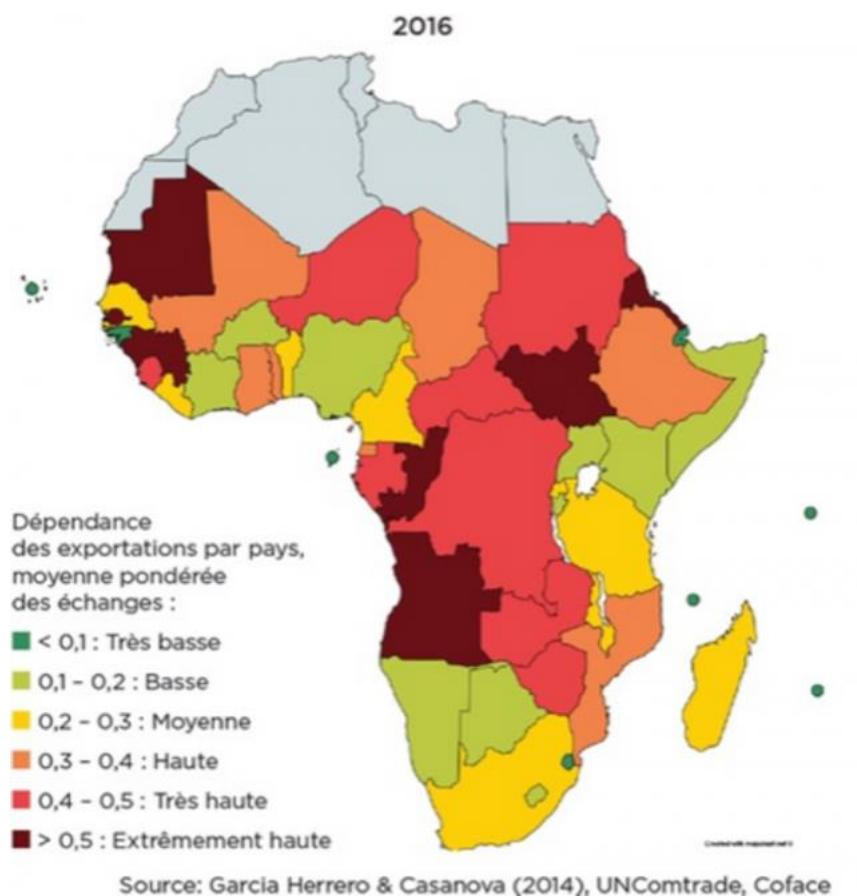 2016
Dépendance
des exportations par pays,
moyenne pondérée
des échanges :
< 0,1 : Très basse
0,1 – 0,2 : Basse
0,2 – 0,3 : Moyenne
0,3 – 0,4 : Haute
0,4 – 0,5 : Très haute
> 0,5 : Extrêmement haute
Source: Garcia Herrero & Casanova (2014), UNComtrade, Coface